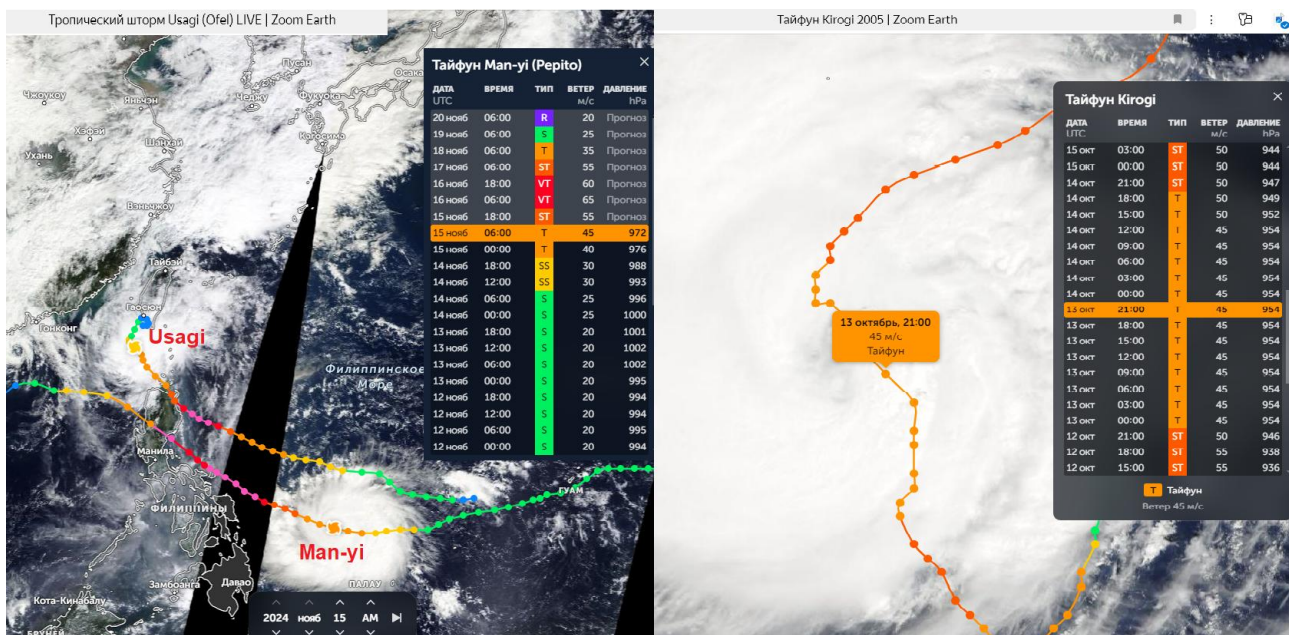 Тропический шторм Usagi (Ofel) LIVE | Zoom Earth
Осака
Пусан
Чеджу
Фукуока
Кагосима
Чжоукоу
Яньчэн
Хэфэй
Шанхай
Ухань
Вэньчжоу
Тайбэй
Гаосюн
Гонконг
Usagi
Филиппинское
Море
Манила
ФИЛИППИНЫ
ГУАМ
Man-yi
Замбоанга
Давао
ПАЛАУ
Кота-Кинабалу
БРУНЕЙ
2024 нояб 15 AM
Тайфун Man-yi (Pepito)
ДАТА ВРЕМЯ ТИП ВЕТЕР ДАВЛЕНИЕ
UTC м/с hPa
20 нояб 06:00 R 20 Прогноз
19 нояб 06:00 S 25 Прогноз
18 нояб 06:00 T 35 Прогноз
17 нояб 06:00 ST 55 Прогноз
16 нояб 18:00 VT 60 Прогноз
16 нояб 06:00 VT 65 Прогноз
15 нояб 18:00 ST 55 Прогноз
15 нояб 06:00 T 45 972
15 нояб 00:00 T 40 976
14 нояб 18:00 SS 30 988
14 нояб 12:00 SS 30 993
14 нояб 06:00 S 25 996
14 нояб 00:00 S 25 1000
13 нояб 18:00 S 20 1001
13 нояб 12:00 S 20 1002
13 нояб 06:00 S 20 1002
13 нояб 00:00 S 20 995
12 нояб 18:00 S 20 994
12 нояб 12:00 S 20 994
12 нояб 06:00 S 20 995
12 нояб 00:00 S 20 994
Тайфун Kirogi 2005 | Zoom Earth
13 октябрь, 21:00
45 м/с
Тайфун
Тайфун Kirogi
ДАТА ВРЕМЯ ТИП ВЕТЕР ДАВЛЕНИЕ
UTC м/с hPa
15 окт 03:00 ST 50 944
15 окт 00:00 ST 50 944
14 окт 21:00 ST 50 947
14 окт 18:00 T 50 949
14 окт 15:00 T 50 952
14 окт 12:00 T 45 954
14 окт 09:00 T 45 954
14 окт 06:00 T 45 954
14 окт 03:00 T 45 954
14 окт 00:00 T 45 954
13 окт 21:00 T 45 954
13 окт 18:00 T 45 954
13 окт 15:00 T 45 954
13 окт 12:00 T 45 954
13 окт 09:00 T 45 954
13 окт 06:00 T 45 954
13 окт 03:00 T 45 954
13 окт 00:00 T 45 954
12 окт 21:00 ST 50 946
12 окт 18:00 ST 55 938
12 окт 15:00 ST 55 936
T Тайфун
Ветер 45 м/с